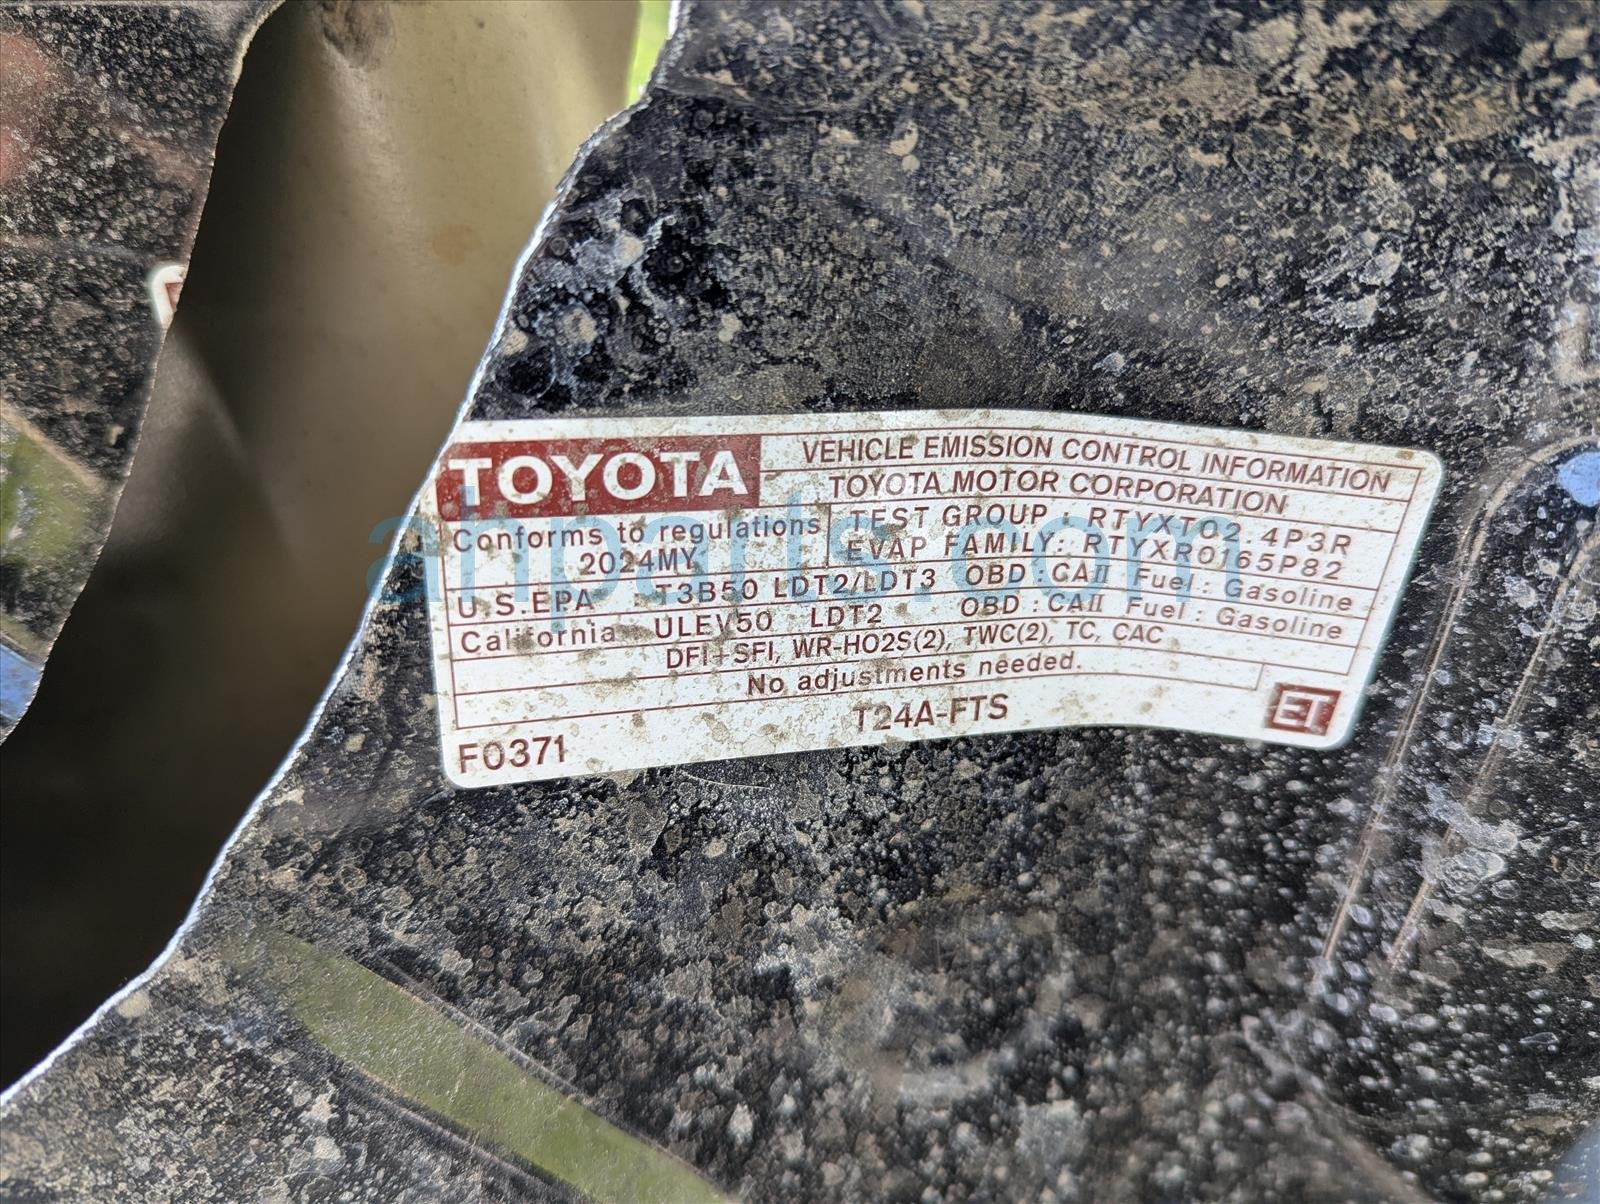 TOYOTA
VEHICLE EMISSION CONTROL INFORMATION
TOYOTA MOTOR CORPORATION
Conforms to regulations
2024MY
TEST GROUP : RTYXT02.4P3R
EVAP FAMILY: RTYXR0165P82
U.S.EPA : T3B50 LDT2/LDT3 OBD : CAII Fuel : Gasoline
California : ULEV50 LDT2 OBD : CAII Fuel : Gasoline
DFI+SFI, WR-HO2S(2), TWC(2), TC, CAC
No adjustments needed.
F0371
T24A-FTS
ET
ahparts.com